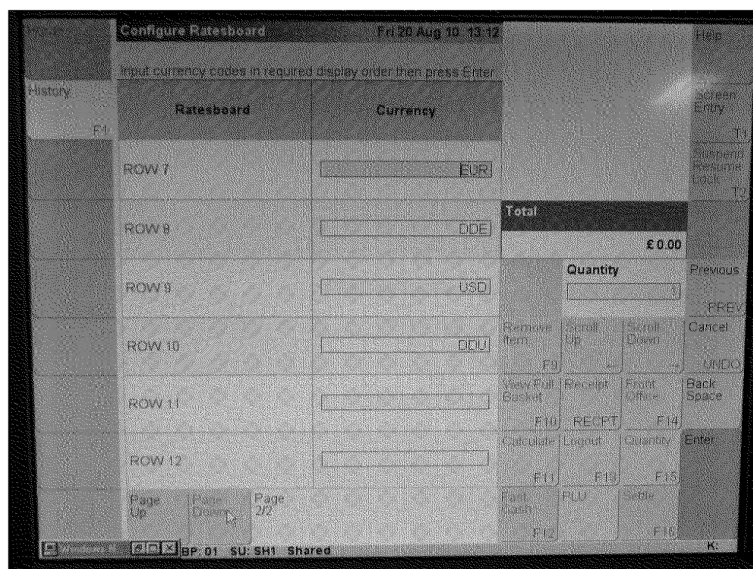 Home
Configure Ratesboard Fri 20 Aug 10 13:12
Help
Input currency codes in required display order then press Enter
History
F1
Ratesboard Currency
Screen Entry
T1
Suspend Resume Lock
ROW 7 EUR
Total
ROW 8 DDE
£ 0.00
Quantity
Previous
ROW 9 USD
1
PREV
Remove Item
F9
Scroll Up
Scroll Down
Cancel
UNDO
ROW 10 DDU
View Full Basket
F10
Receipt
RECPT
Front Office
F14
Back Space
ROW 11
Calculate
F11
Logout
F13
Quantity
F15
Enter
ROW 12
Page Up
Page Down
Page 2/2
Fast Cash
F12
PLU
Settle
F16
BP: 01 SU: SH1 Shared
K: